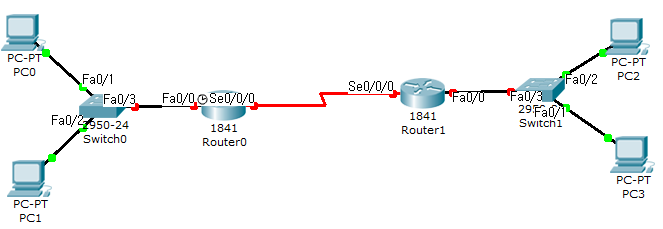 PC-PT
PC0
Fa0/1
Fa0/3
Fa0/2
2950-24
Switch0
PC-PT
PC1
Fa0/0
Se0/0/0
1841
Router0
Se0/0/0
1841
Router1
Fa0/0
Fa0/3
Fa0/2
Fa0/1
Switch1
PC-PT
PC2
PC-PT
PC3